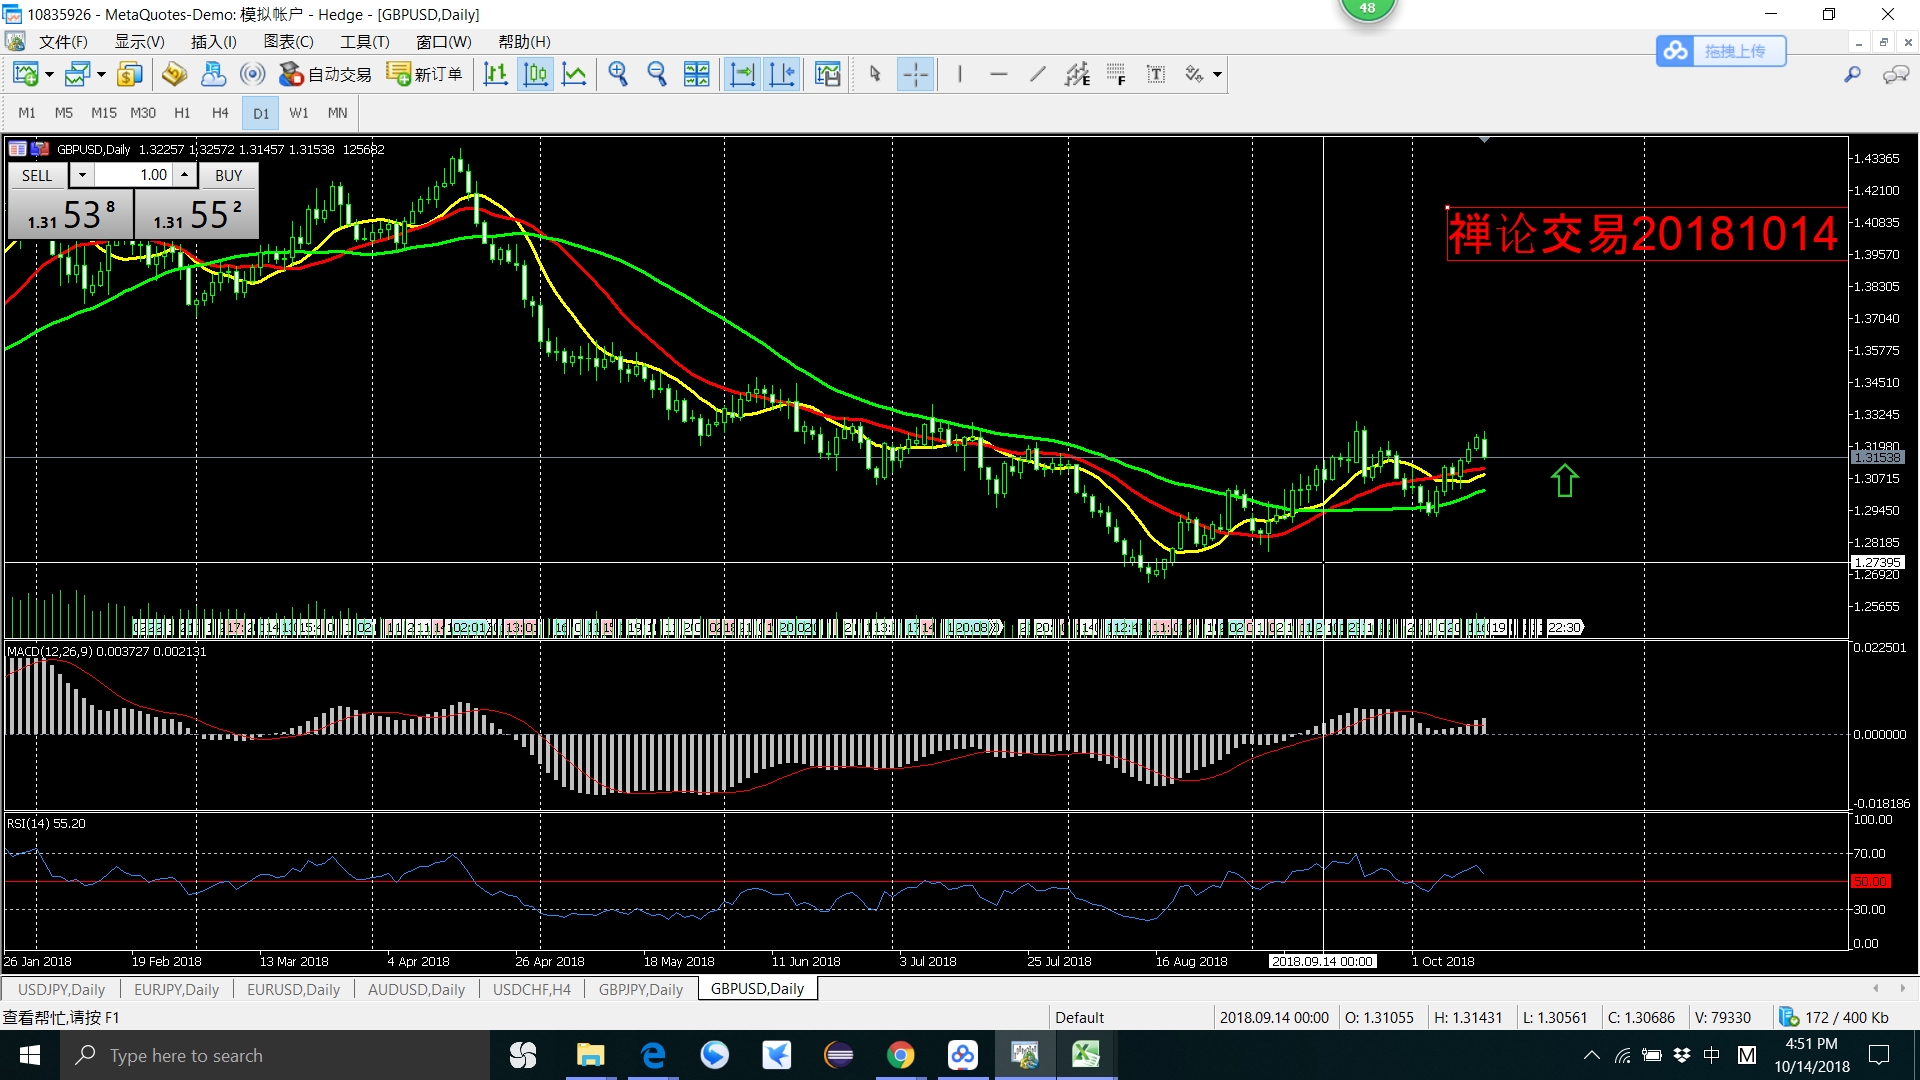 10835926 - MetaQuotes-Demo: 模拟帐户 - Hedge - [GBPUSD,Daily]
48
文件(F) 显示(V) 插入(I) 图表(C) 工具(T) 窗口(W) 帮助(H)
拖拽上传
自动交易 新订单
M1 M5 M15 M30 H1 H4 D1 W1 MN
GBPUSD,Daily 1.32257 1.32572 1.31457 1.31538 125682
SELL 1.00 BUY
1.31 53 8 1.31 55 2
禅论交易20181014
1.43365
1.42100
1.40835
1.39570
1.38305
1.37040
1.35775
1.34510
1.33245
1.31980
1.31538
1.30715
1.29450
1.28185
1.27395
1.26920
1.25655
22:30
MACD(12,26,9) 0.003727 0.002131
0.022501
0.000000
-0.018186
RSI(14) 55.20
100.00
70.00
50.00
30.00
0.00
26 Jan 2018 19 Feb 2018 13 Mar 2018 4 Apr 2018 26 Apr 2018 18 May 2018 11 Jun 2018 3 Jul 2018 25 Jul 2018 16 Aug 2018 2018.09.14 00:00 1 Oct 2018
USDJPY,Daily EURJPY,Daily EURUSD,Daily AUDUSD,Daily USDCHF,H4 GBPJPY,Daily GBPUSD,Daily
查看帮忙,请按 F1 Default 2018.09.14 00:00 O: 1.31055 H: 1.31431 L: 1.30561 C: 1.30686 V: 79330 172 / 400 Kb
Type here to search
中 M 4:51 PM
10/14/2018